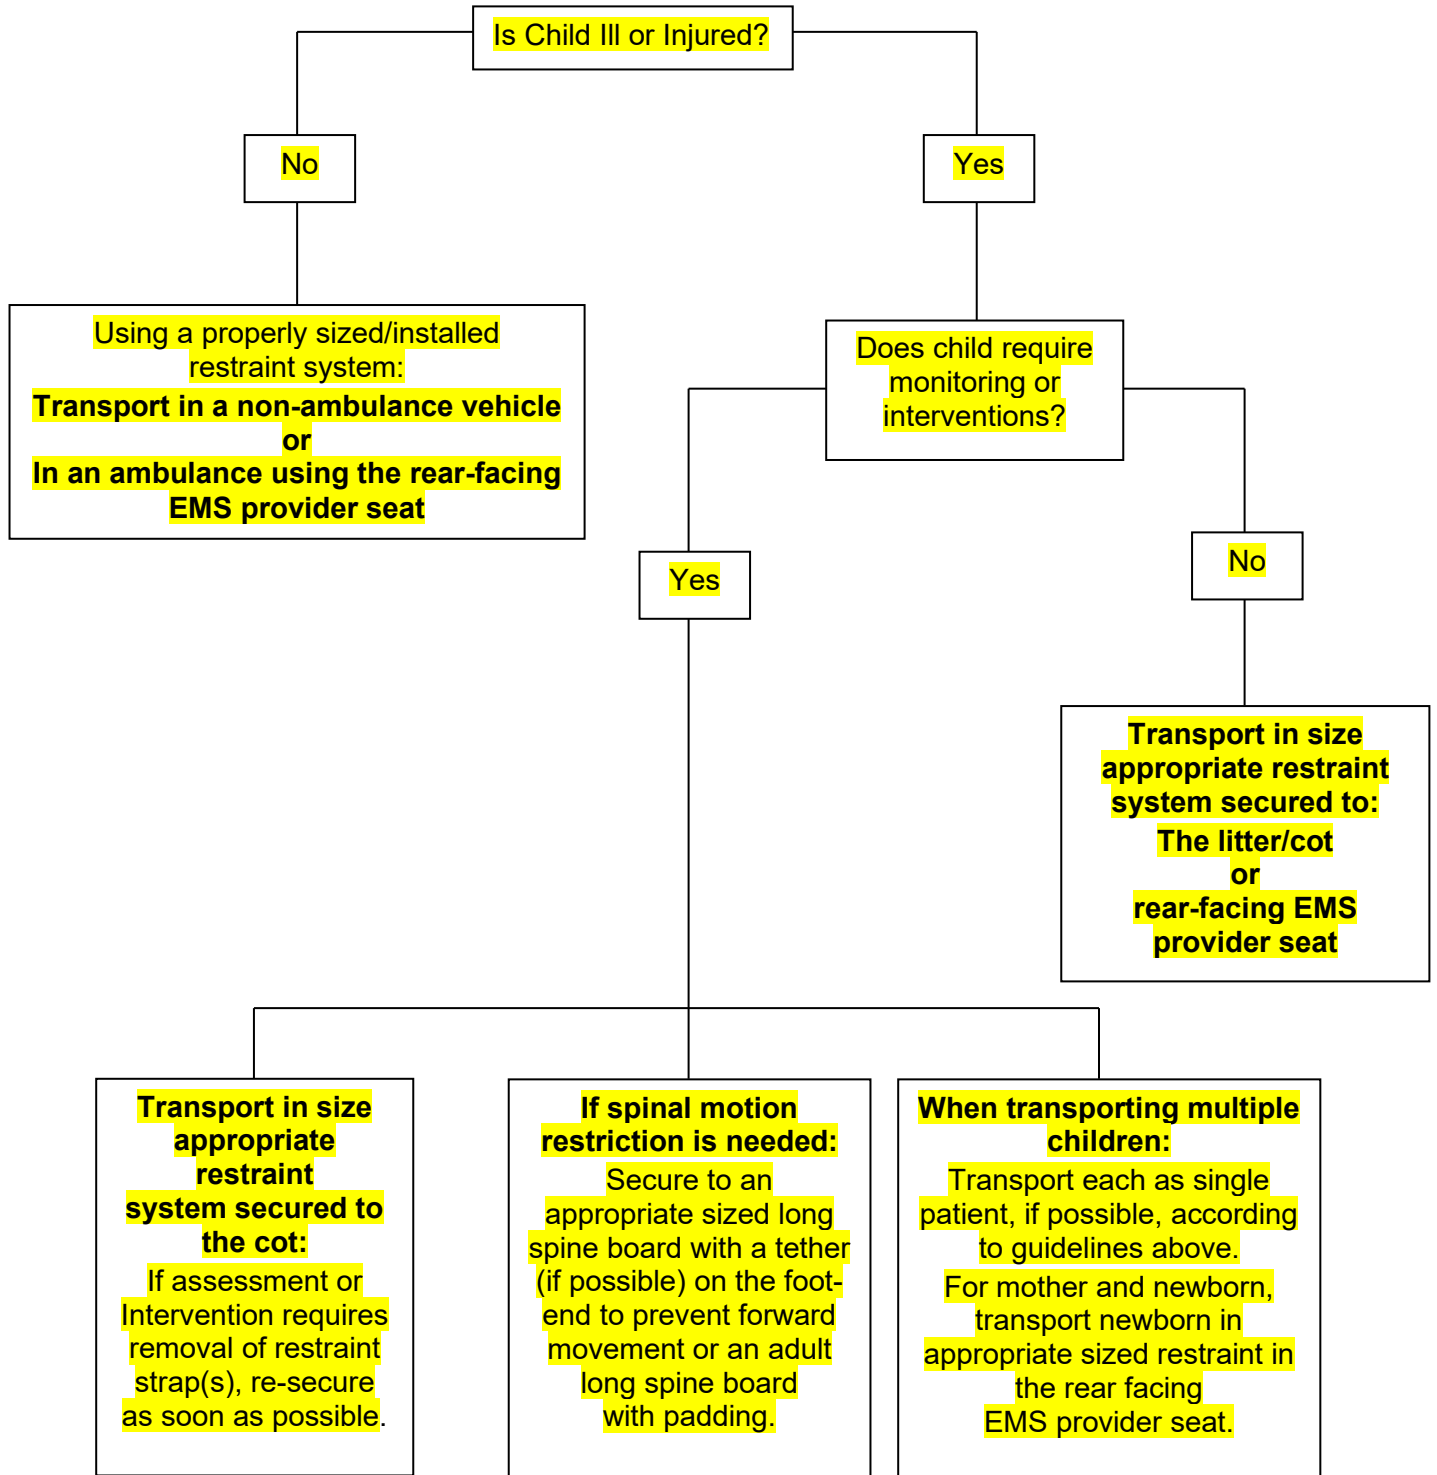 Is Child Ill or Injured?
No
Yes
Using a properly sized/installed
restraint system:
Transport in a non-ambulance vehicle
or
In an ambulance using the rear-facing
EMS provider seat
Does child require
monitoring or
interventions?
Yes
No
Transport in size
appropriate restraint
system secured to:
The litter/cot
or
rear-facing EMS
provider seat
Transport in size
appropriate
restraint
system secured to
the cot:
If assessment or
Intervention requires
removal of restraint
strap(s), re-secure
as soon as possible.
If spinal motion
restriction is needed:
Secure to an
appropriate sized long
spine board with a tether
(if possible) on the foot-
end to prevent forward
movement or an adult
long spine board
with padding.
When transporting multiple
children:
Transport each as single
patient, if possible, according
to guidelines above.
For mother and newborn,
transport newborn in
appropriate sized restraint in
the rear facing
EMS provider seat.